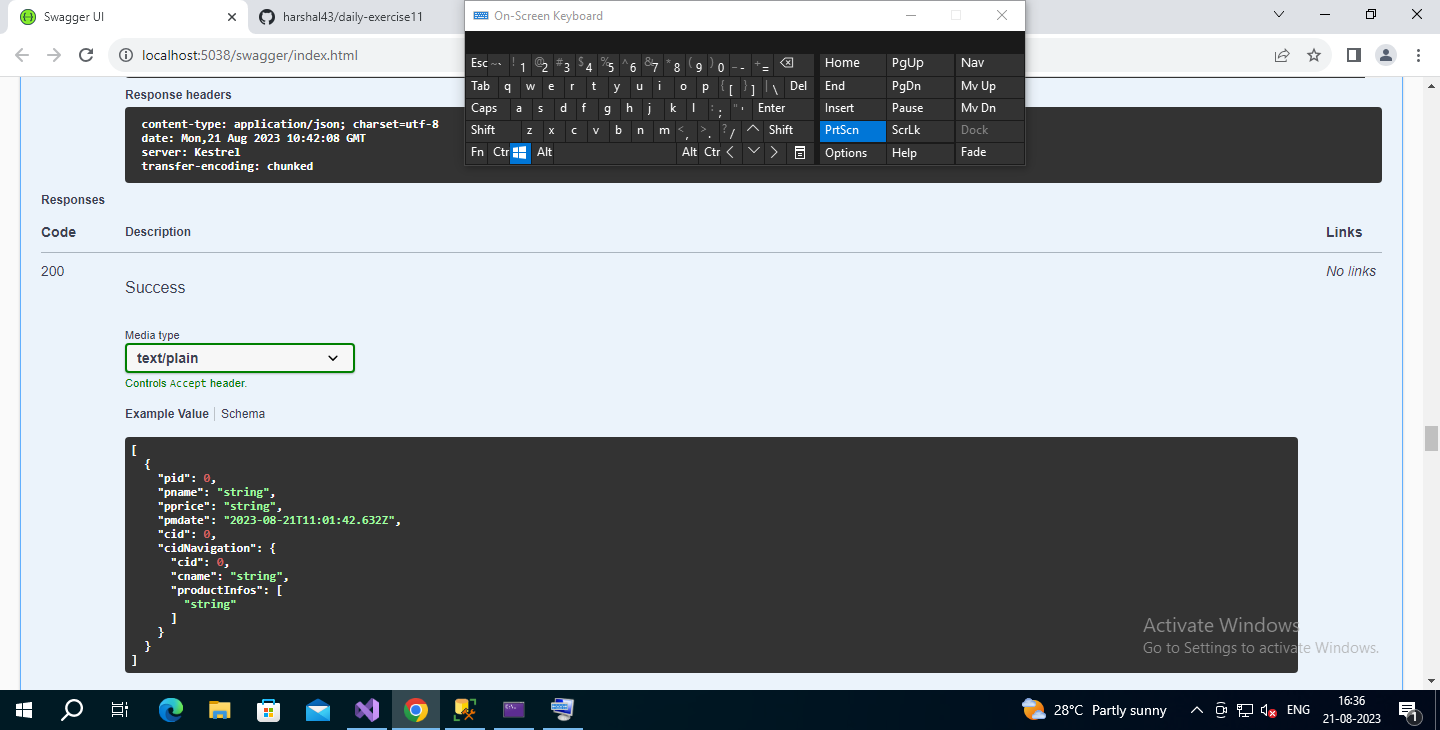 Swagger UI
harshal43/daily-exercise11
On-Screen Keyboard
localhost:5038/swagger/index.html
Esc ~` ! 1 @ 2 # 3 $ 4 % 5 ^ 6 & 7 * 8 ( 9 ) 0 _ - + = Home PgUp Nav
Tab q w e r t y u i o p { [ } ] | \ Del End PgDn Mv Up
Caps a s d f g h j k l : ; " ' Enter Insert Pause Mv Dn
Shift z x c v b n m < , > . ? / Shift PrtScn ScrLk Dock
Fn Ctr Alt Alt Ctr Options Help Fade
Response headers
content-type: application/json; charset=utf-8
date: Mon,21 Aug 2023 10:42:08 GMT
server: Kestrel
transfer-encoding: chunked
Responses
Code Description Links
200 No links
Success
Media type
text/plain
Controls Accept header.
Example Value Schema
[
{
"pid": 0,
"pname": "string",
"pprice": "string",
"pmdate": "2023-08-21T11:01:42.632Z",
"cid": 0,
"cidNavigation": {
"cid": 0,
"cname": "string",
"productInfos": [
"string"
]
}
}
]
Activate Windows
Go to Settings to activate Windows.
28°C Partly sunny
ENG
16:36
21-08-2023
1